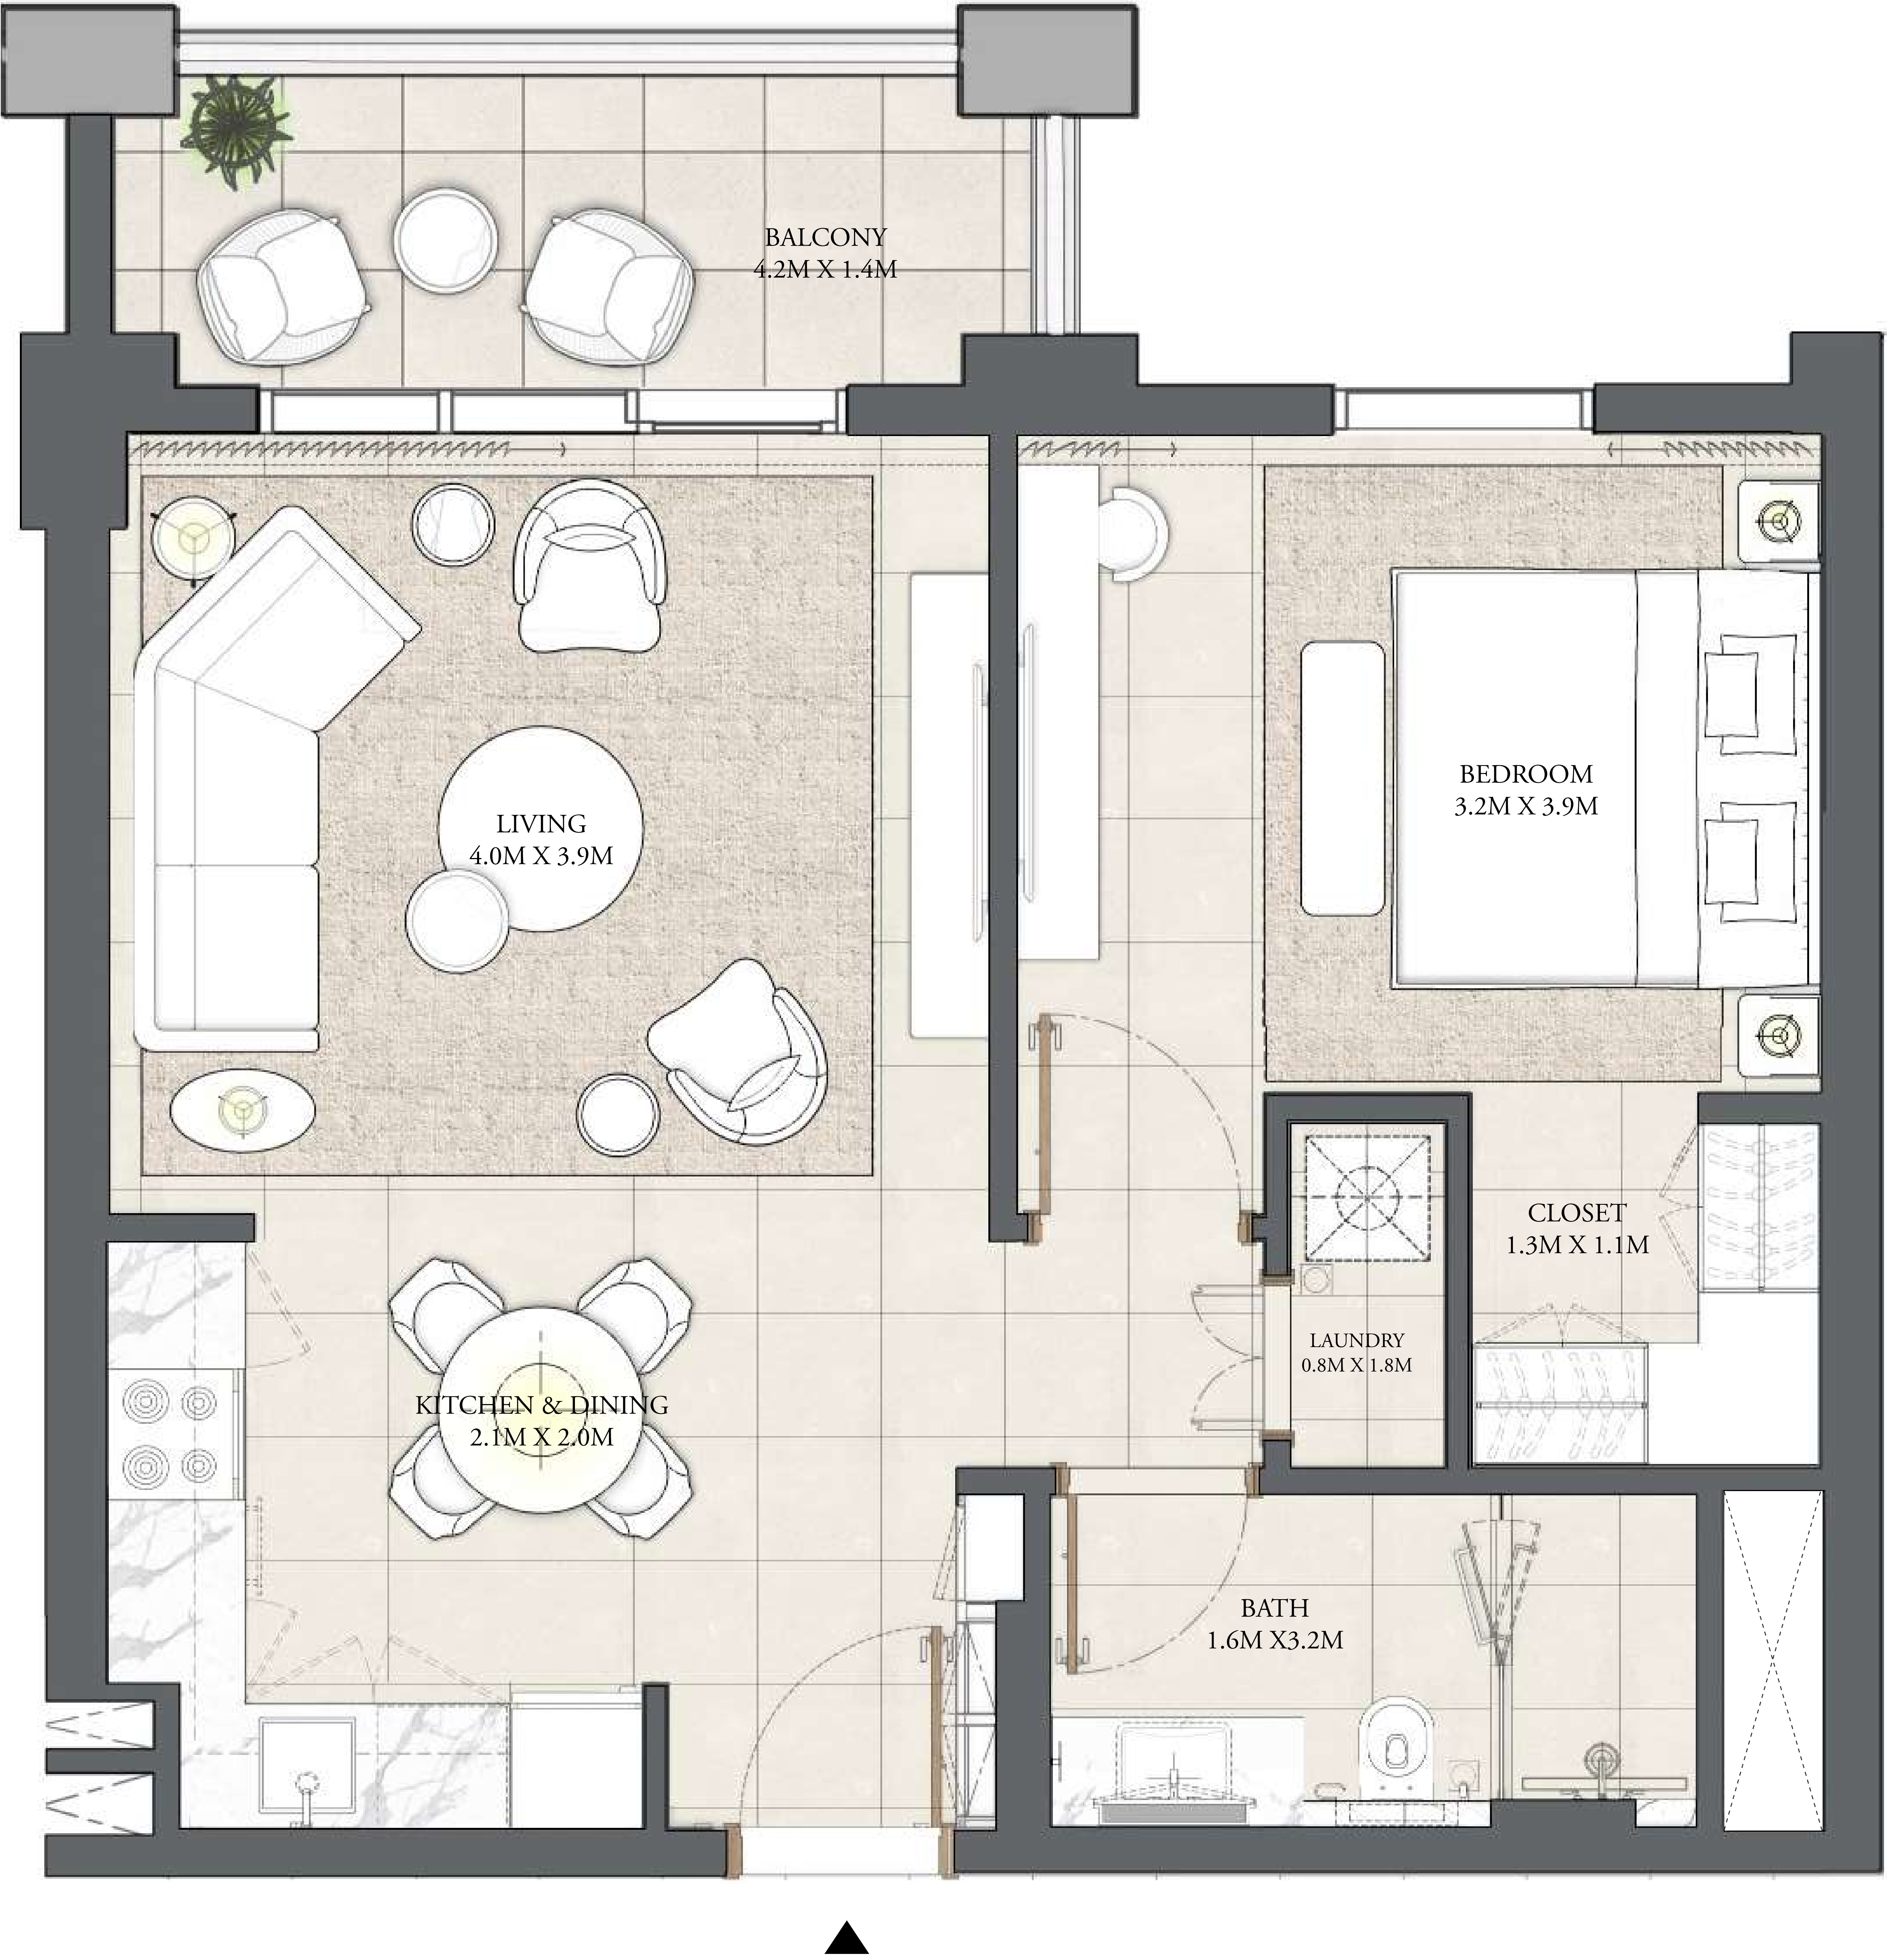 BALCONY
4.2M X 1.4M
LIVING
4.0M X 3.9M
BEDROOM
3.2M X 3.9M
CLOSET
1.3M X 1.1M
LAUNDRY
0.8M X 1.8M
KITCHEN & DINING
2.1M X 2.0M
BATH
1.6M X3.2M